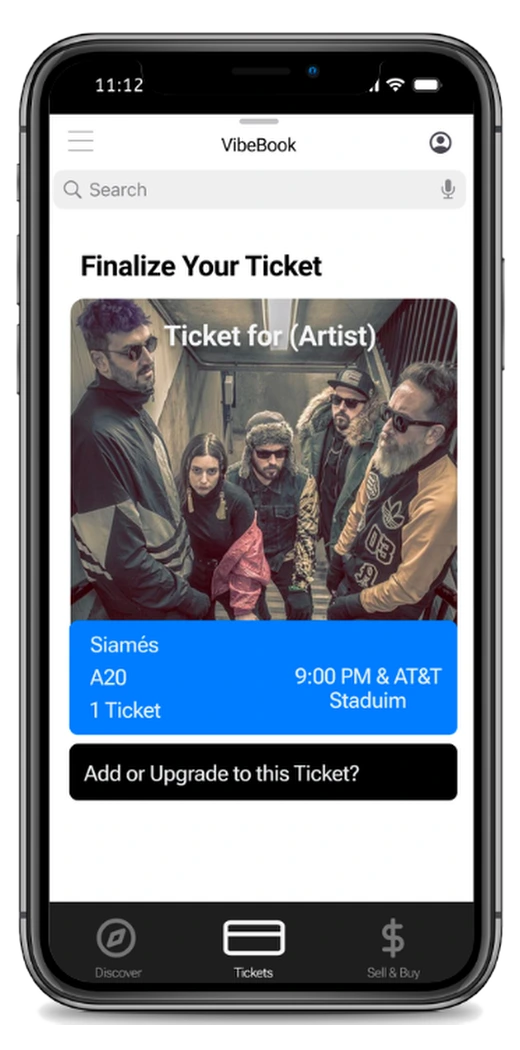 11:12
VibeBook
Search
Finalize Your Ticket
Ticket for (Artist)
Siamés
A20
1 Ticket
9:00 PM & AT&T
Staduim
Add or Upgrade to this Ticket?
Discover
Tickets
Sell & Buy